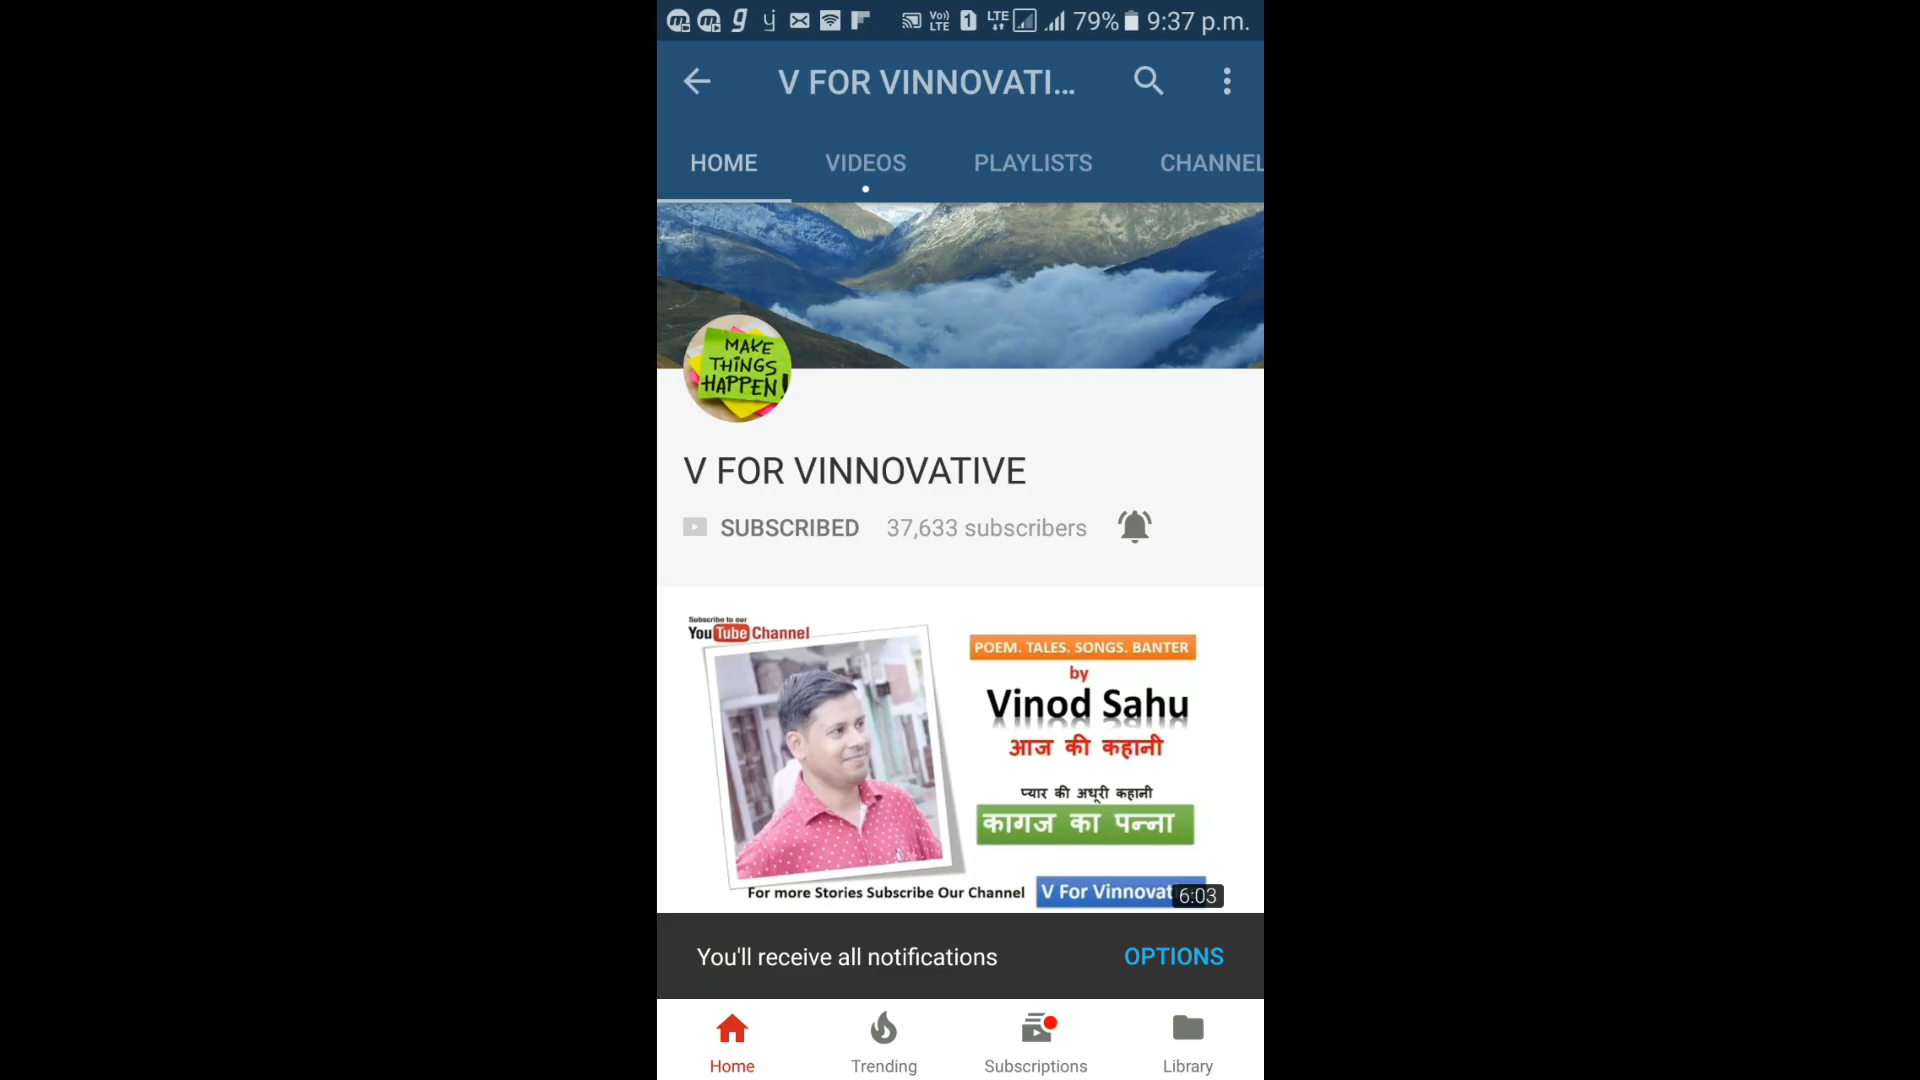 79% 9:37 p.m.
V FOR VINNOVATI...
HOME VIDEOS PLAYLISTS CHANNEL
MAKE
THINGS
HAPPEN!
V FOR VINNOVATIVE
SUBSCRIBED 37,633 subscribers
Subscribe to our
YouTube Channel
POEM. TALES. SONGS. BANTER
by
Vinod Sahu
आज की कहानी
प्यार की अधूरी कहानी
कागज का पन्ना
For more Stories Subscribe Our Channel V For Vinnovat
6:03
You'll receive all notifications OPTIONS
Home Trending Subscriptions Library